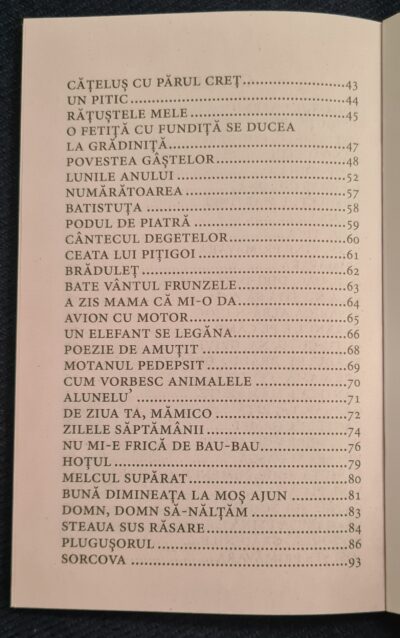 CĂȚELUȘ CU PĂRUL CREȚ....................43
UN PITIC........................................44
RĂȚUȘTELE MELE..............................45
O FETIȚĂ CU FUNDIȚĂ SE DUCEA
LA GRĂDINIȚĂ..................................47
POVESTEA GÂȘTELOR.........................48
LUNILE ANULUI................................52
NUMĂRĂTOAREA...............................57
BATISTUȚA......................................58
PODUL DE PIATRĂ.............................59
CÂNTECUL DEGETELOR......................60
CEATA LUI PIȚIGOI............................61
BRĂDULEȚ......................................62
BATE VÂNTUL FRUNZELE....................63
A ZIS MAMA CĂ MI-O DA....................64
AVION CU MOTOR.............................65
UN ELEFANT SE LEGĂNA.....................66
POEZIE DE AMUȚIT...........................68
MOTANUL PEDEPSIT..........................69
CUM VORBESC ANIMALELE................70
ALUNELU’.......................................71
DE ZIUA TA, MĂMICO........................72
ZILELE SĂPTĂMÂNII..........................74
NU MI-E FRICĂ DE BAU-BAU...............76
HOȚUL...........................................79
MELCUL SUPĂRAT.............................80
BUNĂ DIMINEAȚA LA MOȘ AJUN..........81
DOMN, DOMN SĂ-NĂLȚĂM..................83
STEAUA SUS RĂSARE..........................84
PLUGUȘORUL...................................86
SORCOVA........................................93